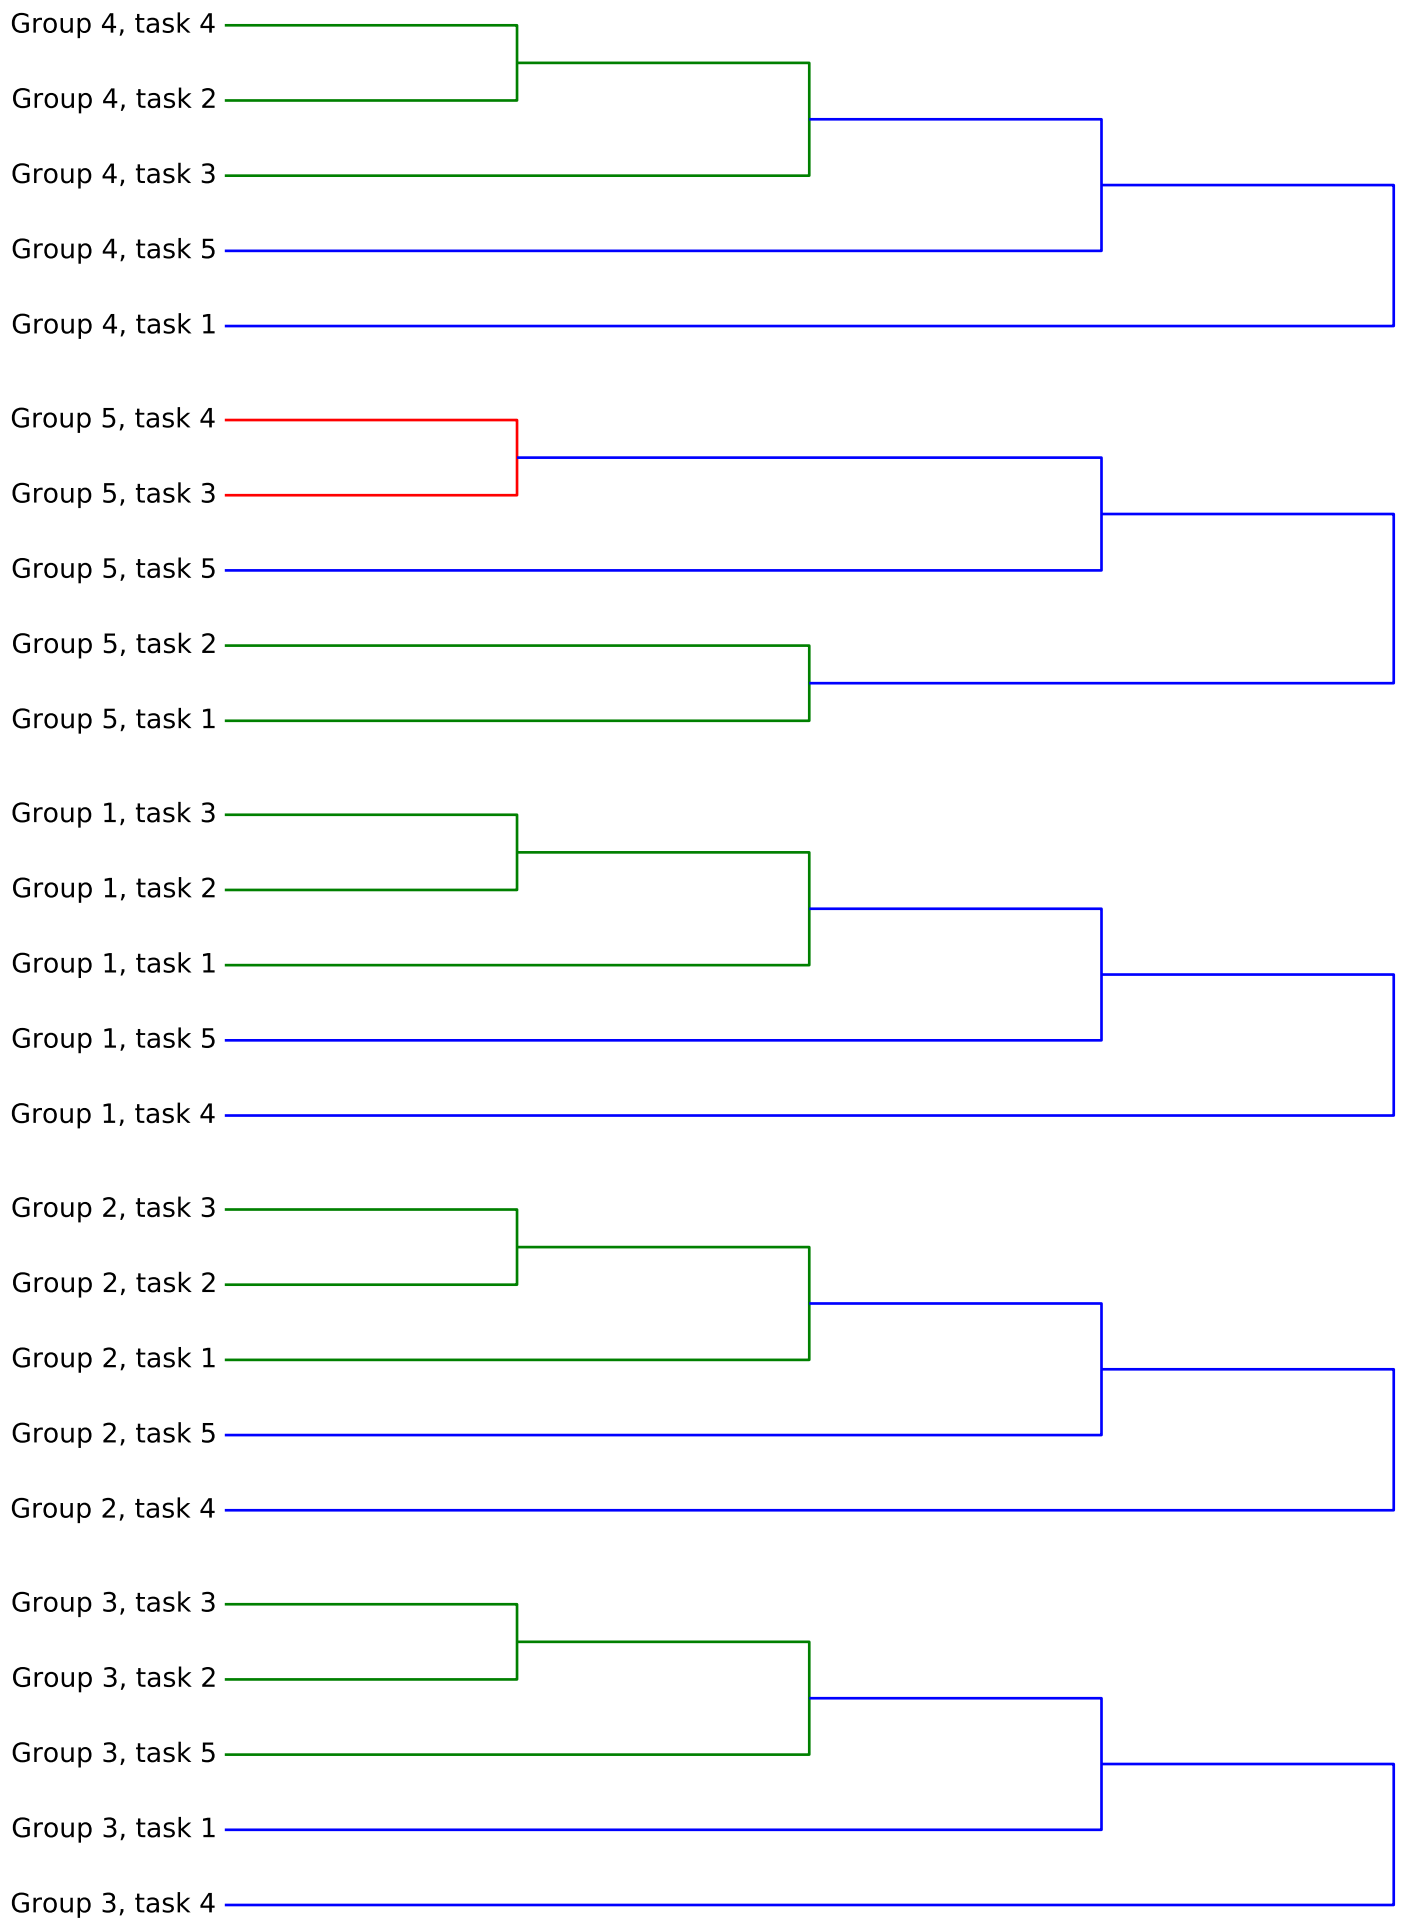 Group 4, task 4
Group 4, task 2
Group 4, task 3
Group 4, task 5
Group 4, task 1
Group 5, task 4
Group 5, task 3
Group 5, task 5
Group 5, task 2
Group 5, task 1
Group 1, task 3
Group 1, task 2
Group 1, task 1
Group 1, task 5
Group 1, task 4
Group 2, task 3
Group 2, task 2
Group 2, task 1
Group 2, task 5
Group 2, task 4
Group 3, task 3
Group 3, task 2
Group 3, task 5
Group 3, task 1
Group 3, task 4